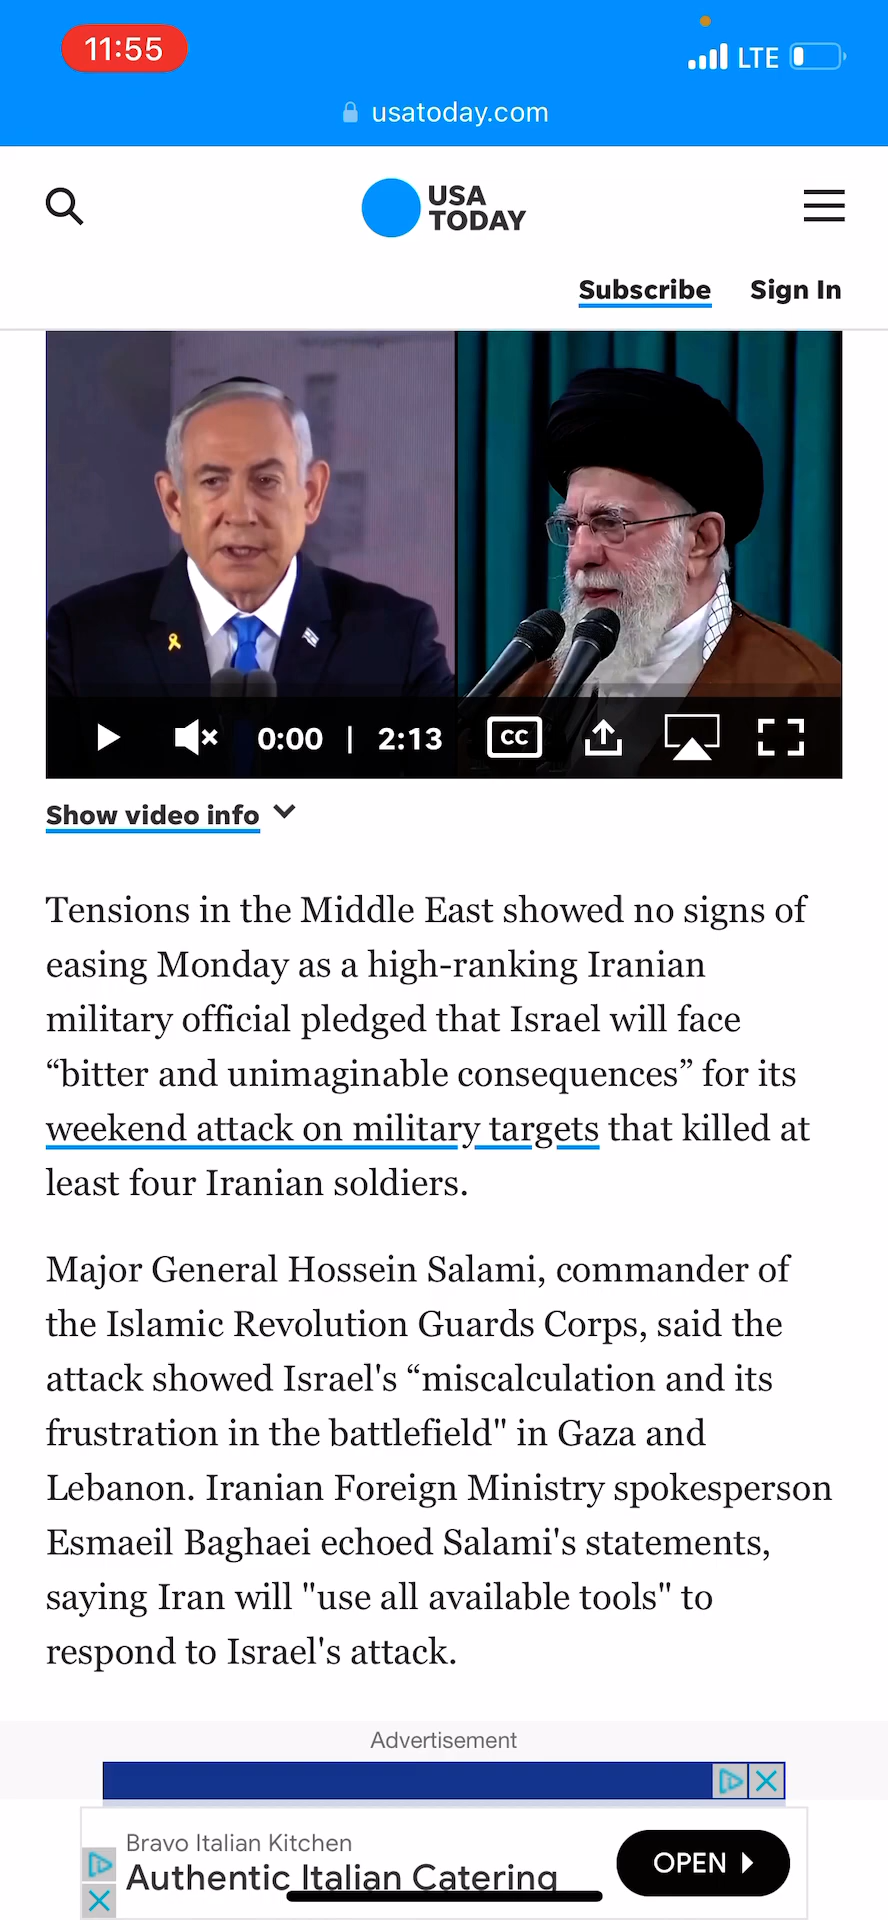 11:55
LTE
usatoday.com
USA
TODAY
Subscribe
Sign In
0:00 | 2:13
CC
Show video info
Tensions in the Middle East showed no signs of
easing Monday as a high-ranking Iranian
military official pledged that Israel will face
“bitter and unimaginable consequences” for its
weekend attack on military targets that killed at
least four Iranian soldiers.
Major General Hossein Salami, commander of
the Islamic Revolution Guards Corps, said the
attack showed Israel's “miscalculation and its
frustration in the battlefield" in Gaza and
Lebanon. Iranian Foreign Ministry spokesperson
Esmaeil Baghaei echoed Salami's statements,
saying Iran will "use all available tools" to
respond to Israel's attack.
Advertisement
Bravo Italian Kitchen
Authentic Italian Catering
OPEN